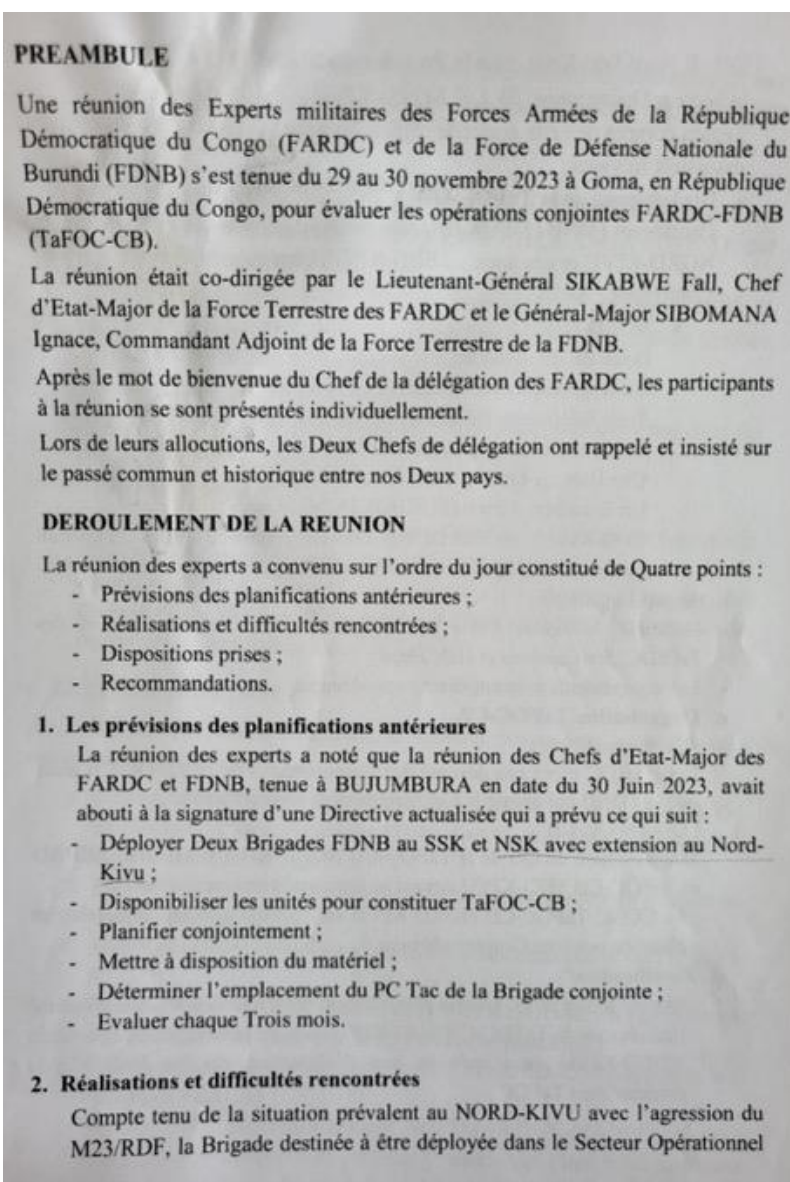 PREAMBULE
Une réunion des Experts militaires des Forces Armées de la République
Démocratique du Congo (FARDC) et de la Force de Défense Nationale du
Burundi (FDNB) s'est tenue du 29 au 30 novembre 2023 à Goma, en République
Démocratique du Congo, pour évaluer les opérations conjointes FARDC-FDNB
(TaFOC-CB).
La réunion était co-dirigée par le Lieutenant-Général SIKABWE Fall, Chef
d'Etat-Major de la Force Terrestre des FARDC et le Général-Major SIBOMANA
Ignace, Commandant Adjoint de la Force Terrestre de la FDNB.
Après le mot de bienvenue du Chef de la délégation des FARDC, les participants
à la réunion se sont présentés individuellement.
Lors de leurs allocutions, les Deux Chefs de délégation ont rappelé et insisté sur
le passé commun et historique entre nos Deux pays.
DEROULEMENT DE LA REUNION
La réunion des experts a convenu sur l'ordre du jour constitué de Quatre points :
- Prévisions des planifications antérieures ;
- Réalisations et difficultés rencontrées ;
- Dispositions prises ;
- Recommandations.
1. Les prévisions des planifications antérieures
La réunion des experts a noté que la réunion des Chefs d'Etat-Major des
FARDC et FDNB, tenue à BUJUMBURA en date du 30 Juin 2023, avait
abouti à la signature d'une Directive actualisée qui a prévu ce qui suit :
- Déployer Deux Brigades FDNB au SSK et NSK avec extension au Nord-
Kivu ;
- Disponibiliser les unités pour constituer TaFOC-CB ;
- Planifier conjointement ;
- Mettre à disposition du matériel ;
- Déterminer l'emplacement du PC Tac de la Brigade conjointe ;
- Evaluer chaque Trois mois.
2. Réalisations et difficultés rencontrées
Compte tenu de la situation prévalent au NORD-KIVU avec l'agression du
M23/RDF, la Brigade destinée à être déployée dans le Secteur Opérationnel